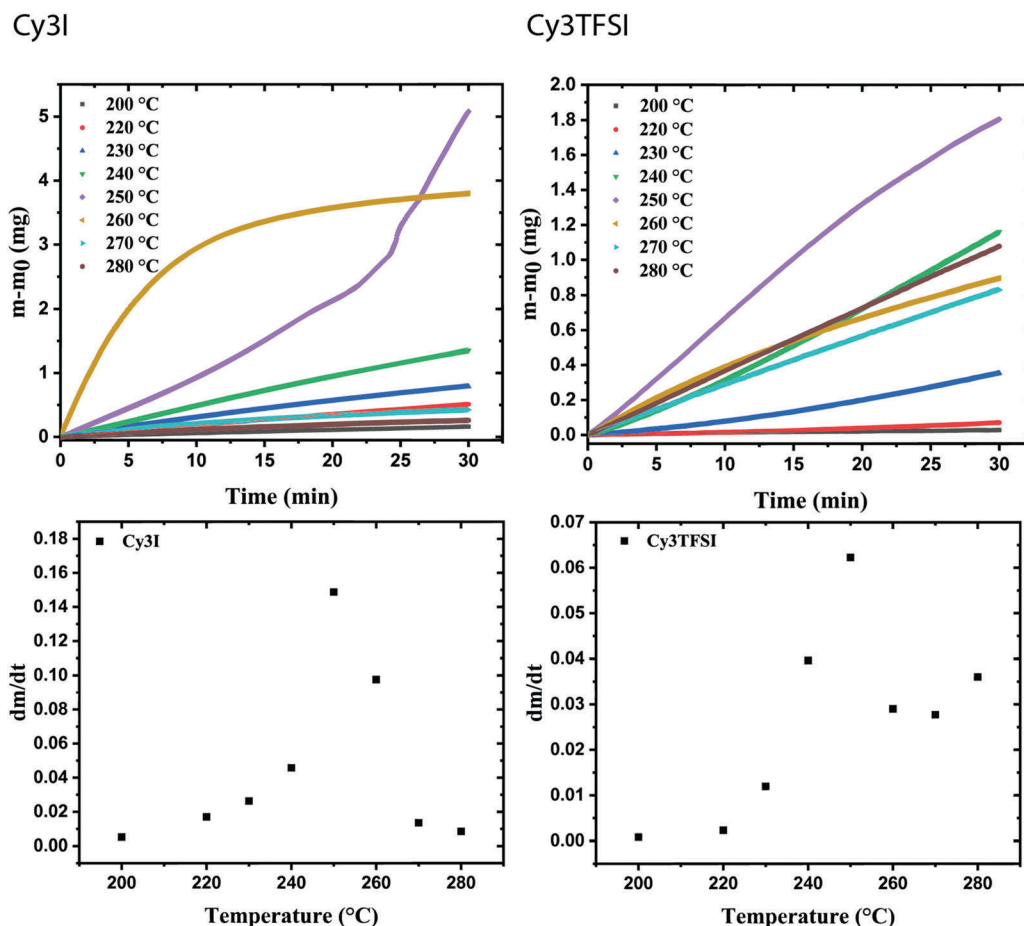 Cy3I
Cy3TFSI
200 °C
220 °C
230 °C
240 °C
250 °C
260 °C
270 °C
280 °C
5
4
3
2
1
0
m-m0 (mg)
0 5 10 15 20 25 30
Time (min)
200 °C
220 °C
230 °C
240 °C
250 °C
260 °C
270 °C
280 °C
2.0
1.8
1.6
1.4
1.2
1.0
0.8
0.6
0.4
0.2
0.0
m-m0 (mg)
0 5 10 15 20 25 30
Time (min)
Cy3I
0.18
0.16
0.14
0.12
0.10
0.08
0.06
0.04
0.02
0.00
dm/dt
200 220 240 260 280
Temperature (°C)
Cy3TFSI
0.07
0.06
0.05
0.04
0.03
0.02
0.01
0.00
dm/dt
200 220 240 260 280
Temperature (°C)